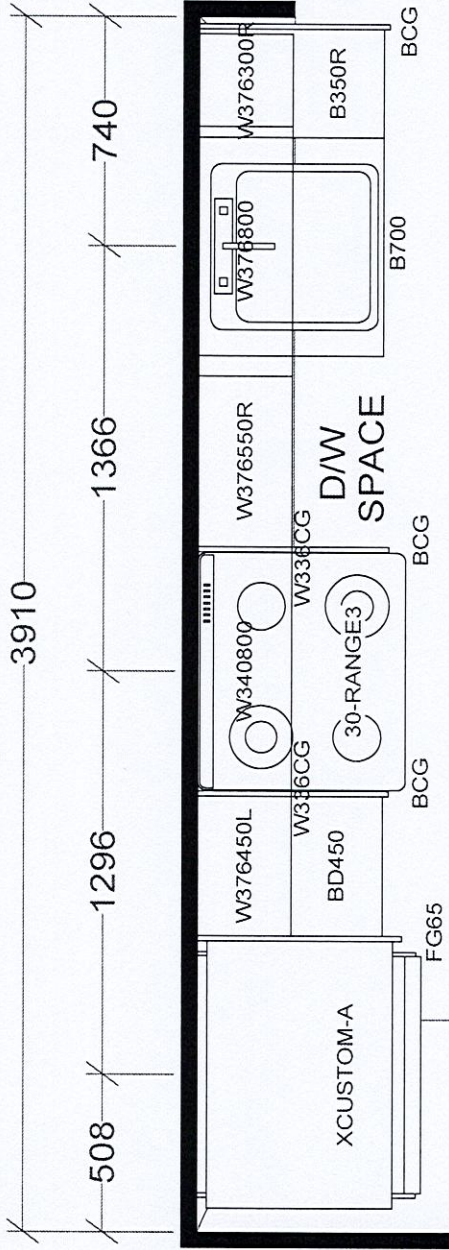 3910
508
1296
1366
740
XCUSTOM-A
W376450L
BD450
W336CG
W340800
30-RANGE3
W336CG
W376550R
D/W
SPACE
W376800
W376300R
B350R
FG65
BCG
BCG
B700
BCG